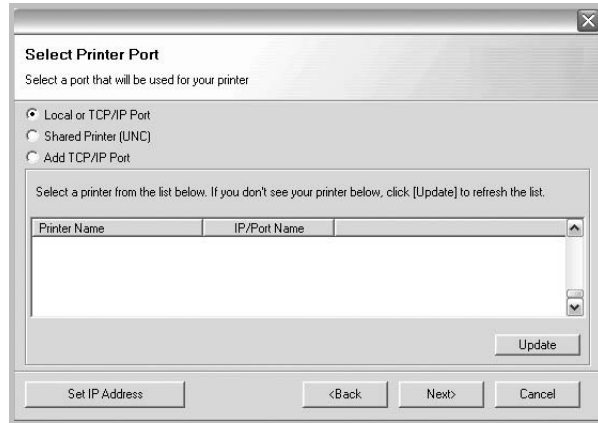 Select Printer Port
Select a port that will be used for your printer
Local or TCP/IP Port
Shared Printer (UNC)
Add TCP/IP Port
Select a printer from the list below. If you don't see your printer below, click [Update] to refresh the list.
Printer Name IP/Port Name
Update
Set IP Address <Back Next> Cancel